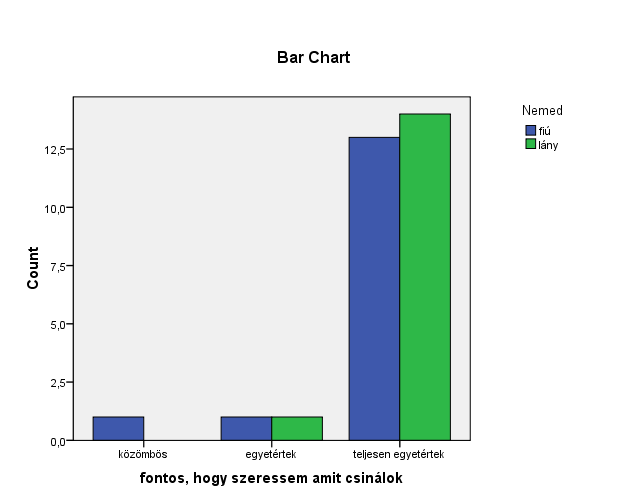 Bar Chart
Nemed
fiú
lány
12,5
10,0
7,5
5,0
2,5
0,0
Count
közömbös
egyetértek
teljesen egyetértek
fontos, hogy szeressem amit csinálok